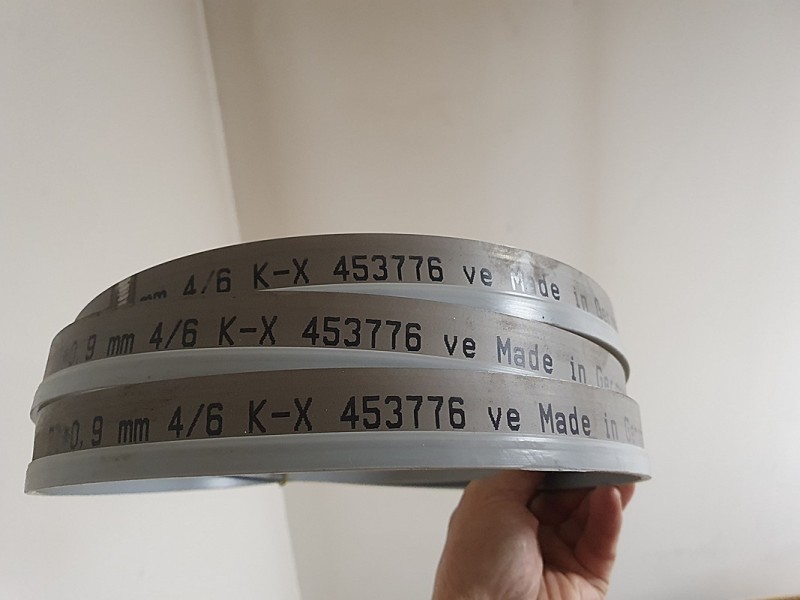 mm 4/6 K-X 453776 ve Made in
0,9 mm 4/6 K-X 453776 ve Made in
*0,9 mm 4/6 K-X 453776 ve Made in